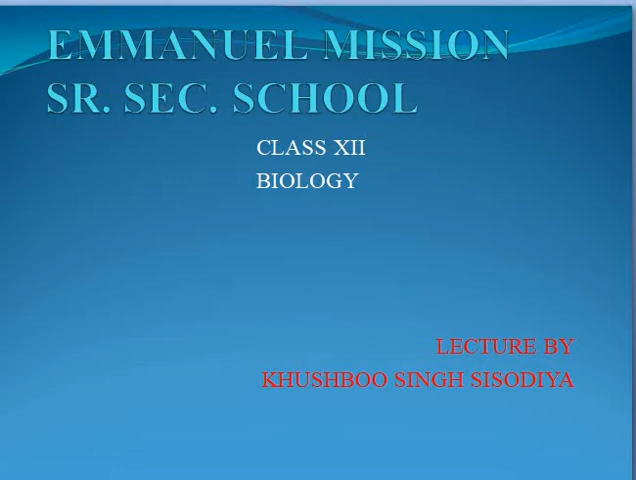 EMMANUEL MISSION
SR. SEC. SCHOOL
CLASS XII
BIOLOGY
LECTURE BY
KHUSHBOO SINGH SISODIYA